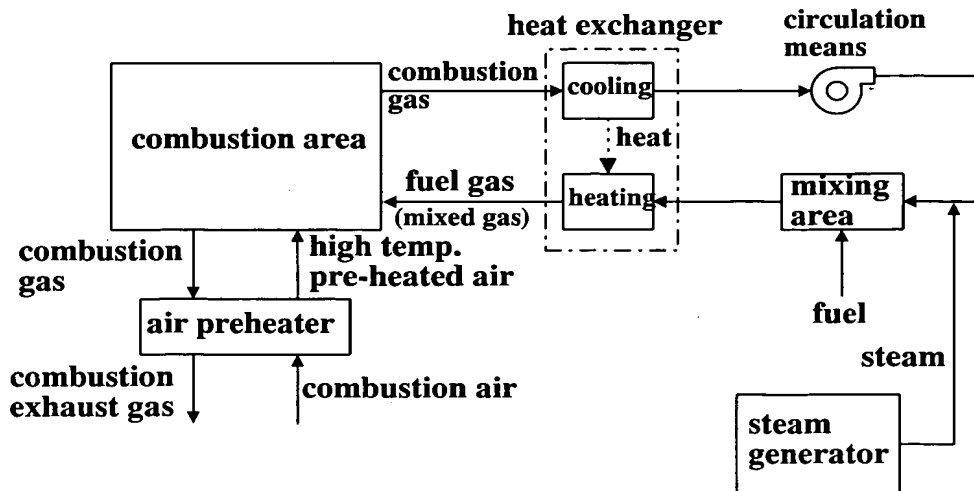 heat exchanger
circulation
means
combustion
gas
cooling
combustion area
heat
fuel gas
(mixed gas)
heating
mixing
area
combustion
gas
high temp.
pre-heated air
air preheater
fuel
steam
combustion
exhaust gas
combustion air
steam
generator